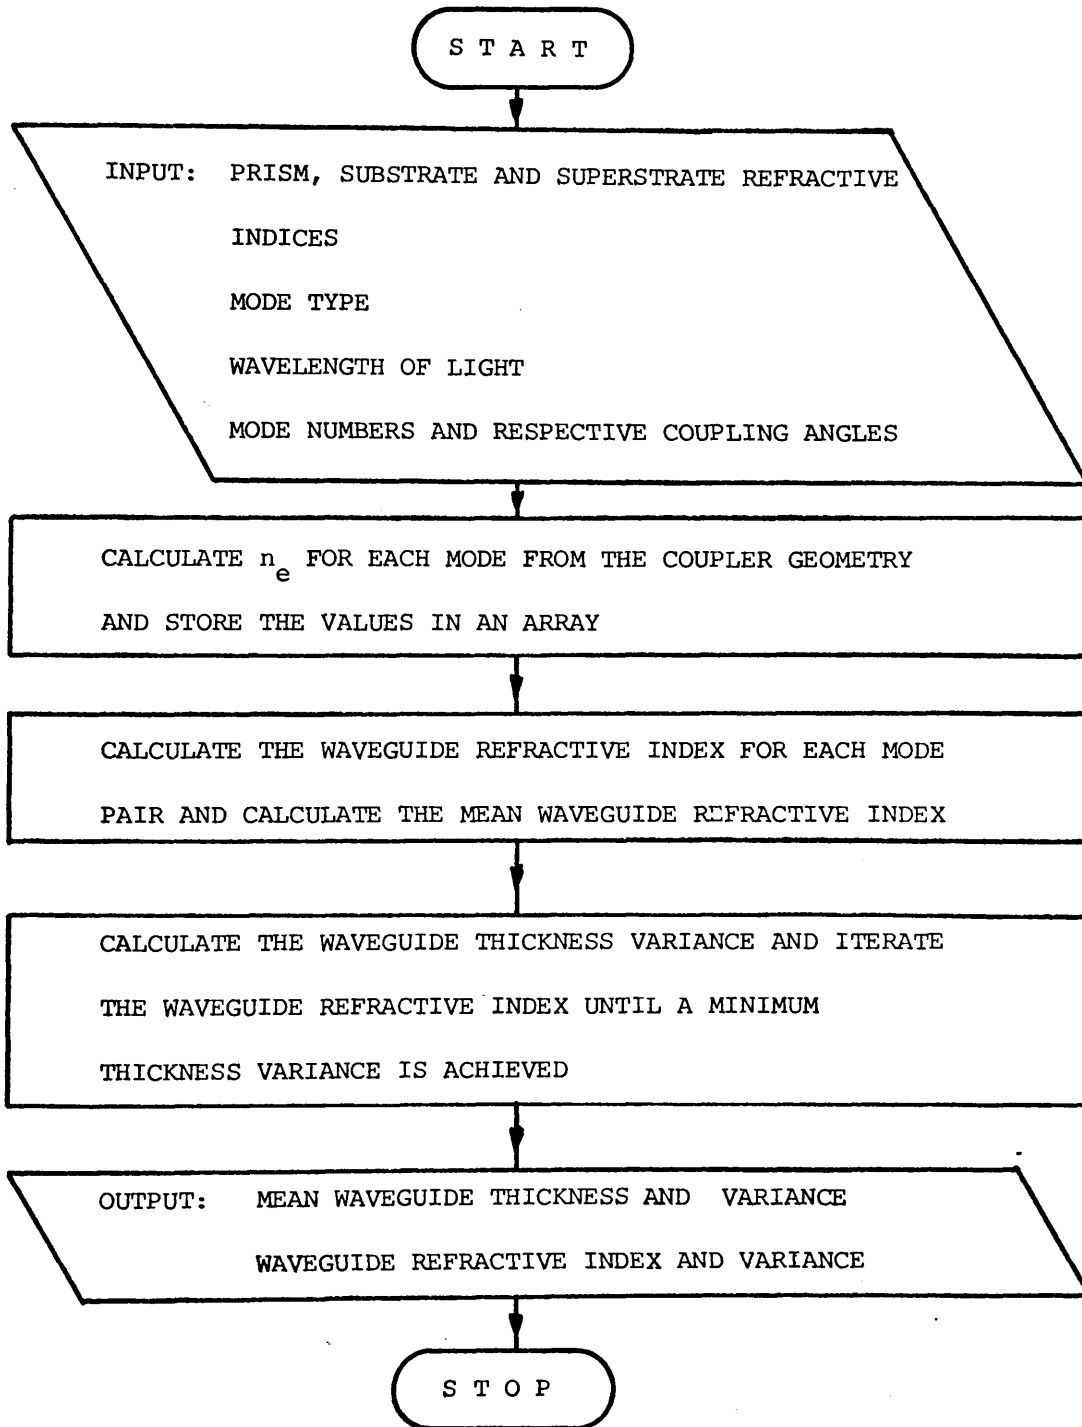 S T A R T
INPUT: PRISM, SUBSTRATE AND SUPERSTRATE REFRACTIVE
INDICES
MODE TYPE
WAVELENGTH OF LIGHT
MODE NUMBERS AND RESPECTIVE COUPLING ANGLES
CALCULATE n_e FOR EACH MODE FROM THE COUPLER GEOMETRY
AND STORE THE VALUES IN AN ARRAY
CALCULATE THE WAVEGUIDE REFRACTIVE INDEX FOR EACH MODE
PAIR AND CALCULATE THE MEAN WAVEGUIDE REFRACTIVE INDEX
CALCULATE THE WAVEGUIDE THICKNESS VARIANCE AND ITERATE
THE WAVEGUIDE REFRACTIVE INDEX UNTIL A MINIMUM
THICKNESS VARIANCE IS ACHIEVED
OUTPUT: MEAN WAVEGUIDE THICKNESS AND VARIANCE
WAVEGUIDE REFRACTIVE INDEX AND VARIANCE
S T O P